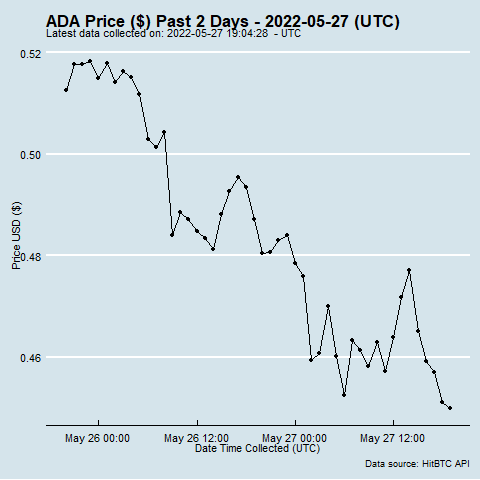 ADA Price ($) Past 2 Days - 2022-05-27 (UTC)
Latest data collected on: 2022-05-27 19:04:28 - UTC
0.52
0.50
0.48
0.46
Price USD ($)
May 26 00:00 May 26 12:00 May 27 00:00 May 27 12:00
Date Time Collected (UTC)
Data source: HitBTC API